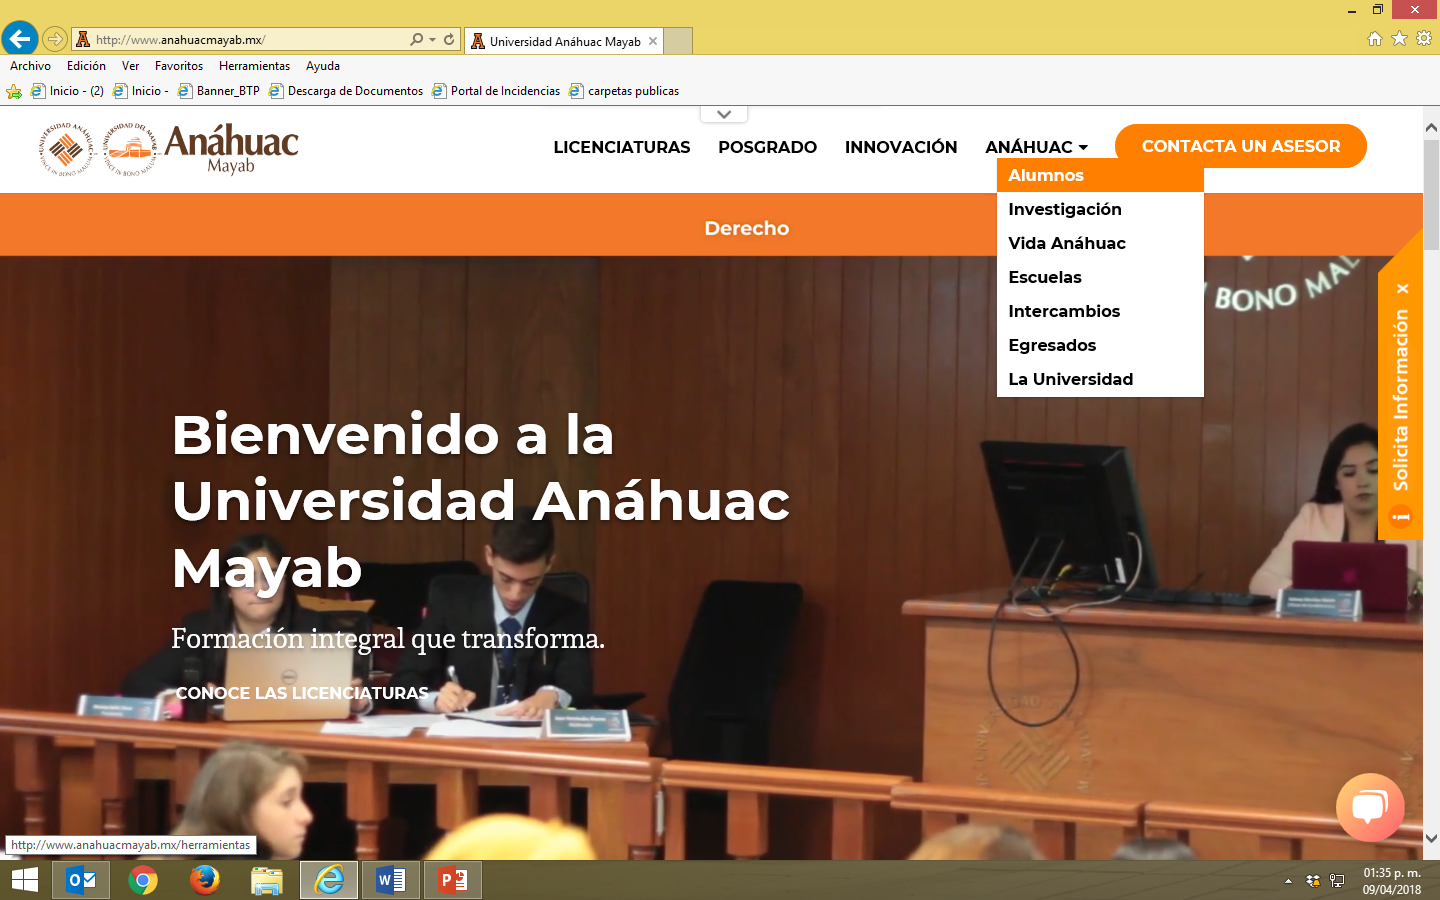 http://www.anahuacmayab.mx/
Universidad Anáhuac Mayab
Archivo Edición Ver Favoritos Herramientas Ayuda
Inicio - (2) Inicio - Banner_BTP Descarga de Documentos Portal de Incidencias carpetas publicas
Anáhuac
Mayab
LICENCIATURAS POSGRADO INNOVACIÓN ANÁHUAC CONTACTA UN ASESOR
Alumnos
Investigación
Vida Anáhuac
Escuelas
Intercambios
Egresados
La Universidad
Derecho
BONO
Solicita Información x
Bienvenido a la
Universidad Anáhuac
Mayab
Formación integral que transforma.
CONOCE LAS LICENCIATURAS
http://www.anahuacmayab.mx/herramientas
01:35 p. m.
09/04/2018